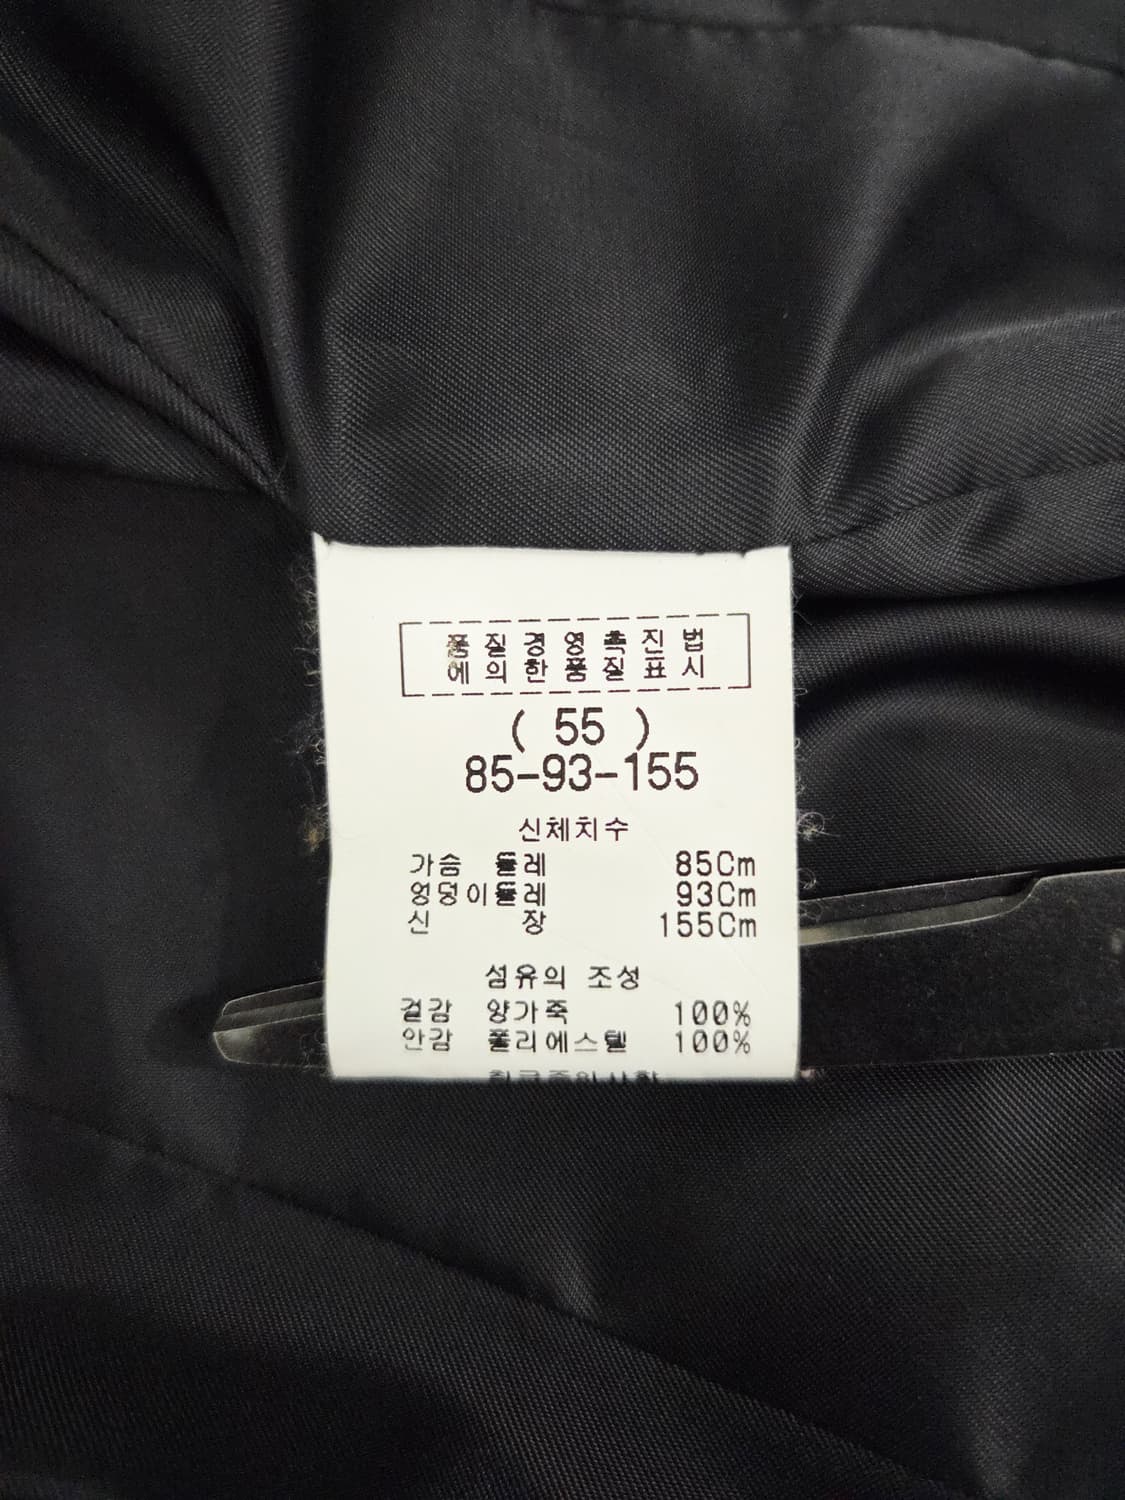 품질경영촉진법
에의한품질표시
( 55 )
85-93-155
신체치수
가슴 둘레 85Cm
엉덩이둘레 93Cm
신 장 155Cm
섬유의 조성
겉감 양가죽 100%
안감 폴리에스텔 100%